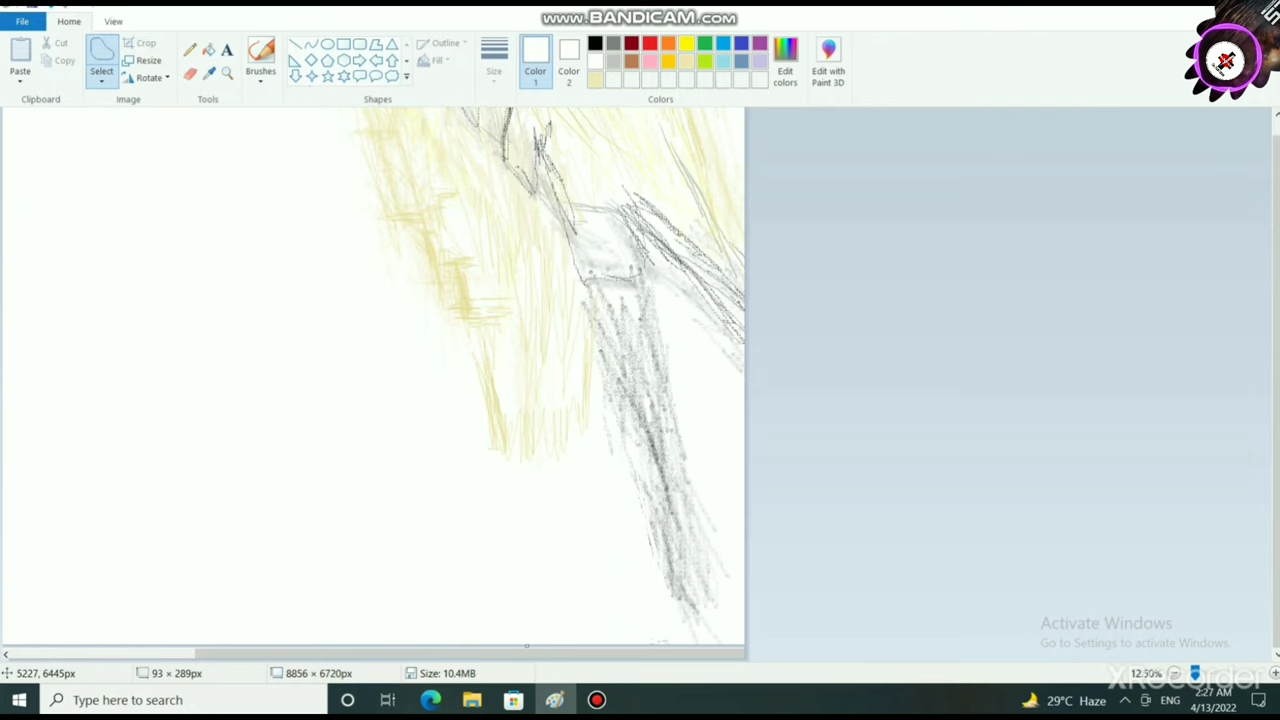 www.BANDICAM.com
File
Home
View
Paste
Cut
Copy
Clipboard
Select
Crop
Resize
Rotate
Image
A
Tools
Brushes
Shapes
Outline
Fill
Size
Color 1
Color 2
Colors
Edit colors
Edit with Paint 3D
Activate Windows
Go to Settings to activate Windows.
5227, 6445px
93 × 289px
8856 × 6720px
Size: 10.4MB
12.50%
XRecorder
Type here to search
29°C Haze
ENG
2:27 AM
4/13/2022